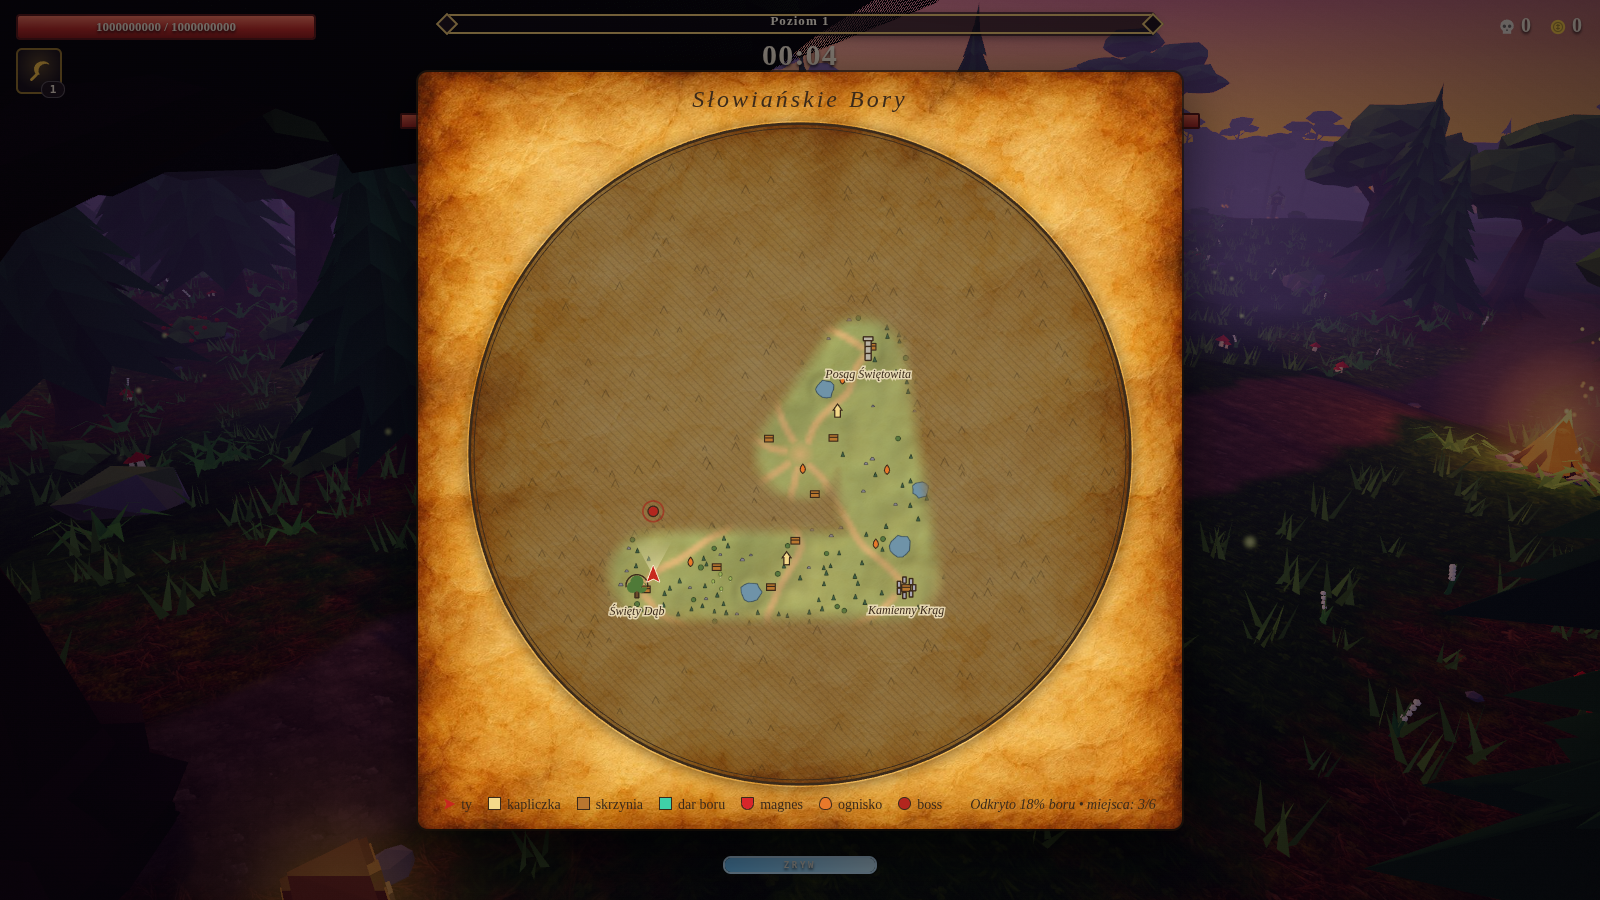 1000000000 / 1000000000
Poziom 1
0
0
00:04
1
Słowiańskie Bory
Posąg Świętowita
Święty Dąb
Kamienny Krąg
ty
kapliczka
skrzynia
dar boru
magnes
ognisko
boss
Odkryto 18% boru • miejsca: 3/6